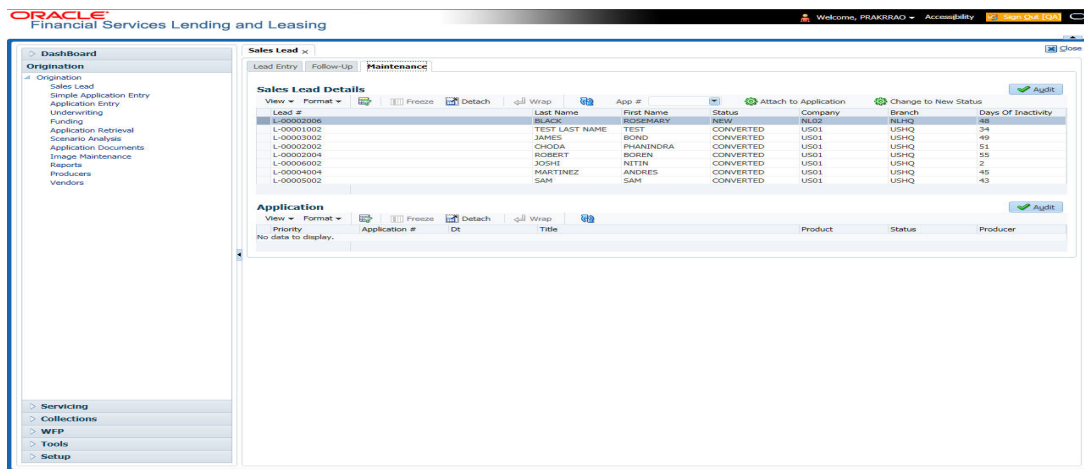 ORACLE
Financial Services Lending and Leasing
Welcome, PRAKRRAO Accessibility Sign Out [QA]
Close
DashBoard
Origination
Origination
Sales Lead
Simple Application Entry
Application Entry
Underwriting
Funding
Application Retrieval
Scenario Analysis
Application Documents
Image Maintenance
Reports
Producers
Vendors
Servicing
Collections
WFP
Tools
Setup
Sales Lead x
Lead Entry Follow-Up Maintenance
Sales Lead Details Audit
View Format Freeze Detach Wrap App # Attach to Application Change to New Status
Lead # Last Name First Name Status Company Branch Days Of Inactivity
L-00002006 BLACK ROSEMARY NEW NL02 NLHQ 48
L-00001002 TEST LAST NAME TEST CONVERTED US01 USHQ 34
L-00003002 JAMES BOND CONVERTED US01 USHQ 49
L-00002002 CHODA PHANINDRA CONVERTED US01 USHQ 51
L-00002004 ROBERT BOREN CONVERTED US01 USHQ 55
L-00006002 JOSHI NITIN CONVERTED US01 USHQ 2
L-00004004 MARTINEZ ANDRES CONVERTED US01 USHQ 45
L-00005002 SAM SAM CONVERTED US01 USHQ 43
Application Audit
View Format Freeze Detach Wrap
Priority Application # Dt Title Product Status Producer
No data to display.